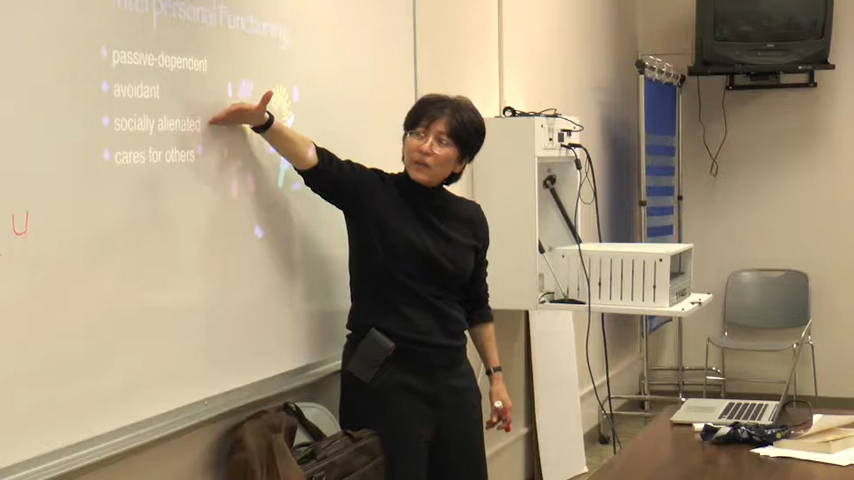 Interpersonal Functioning
passive-dependent
avoidant
socially alienated
cares for others
U